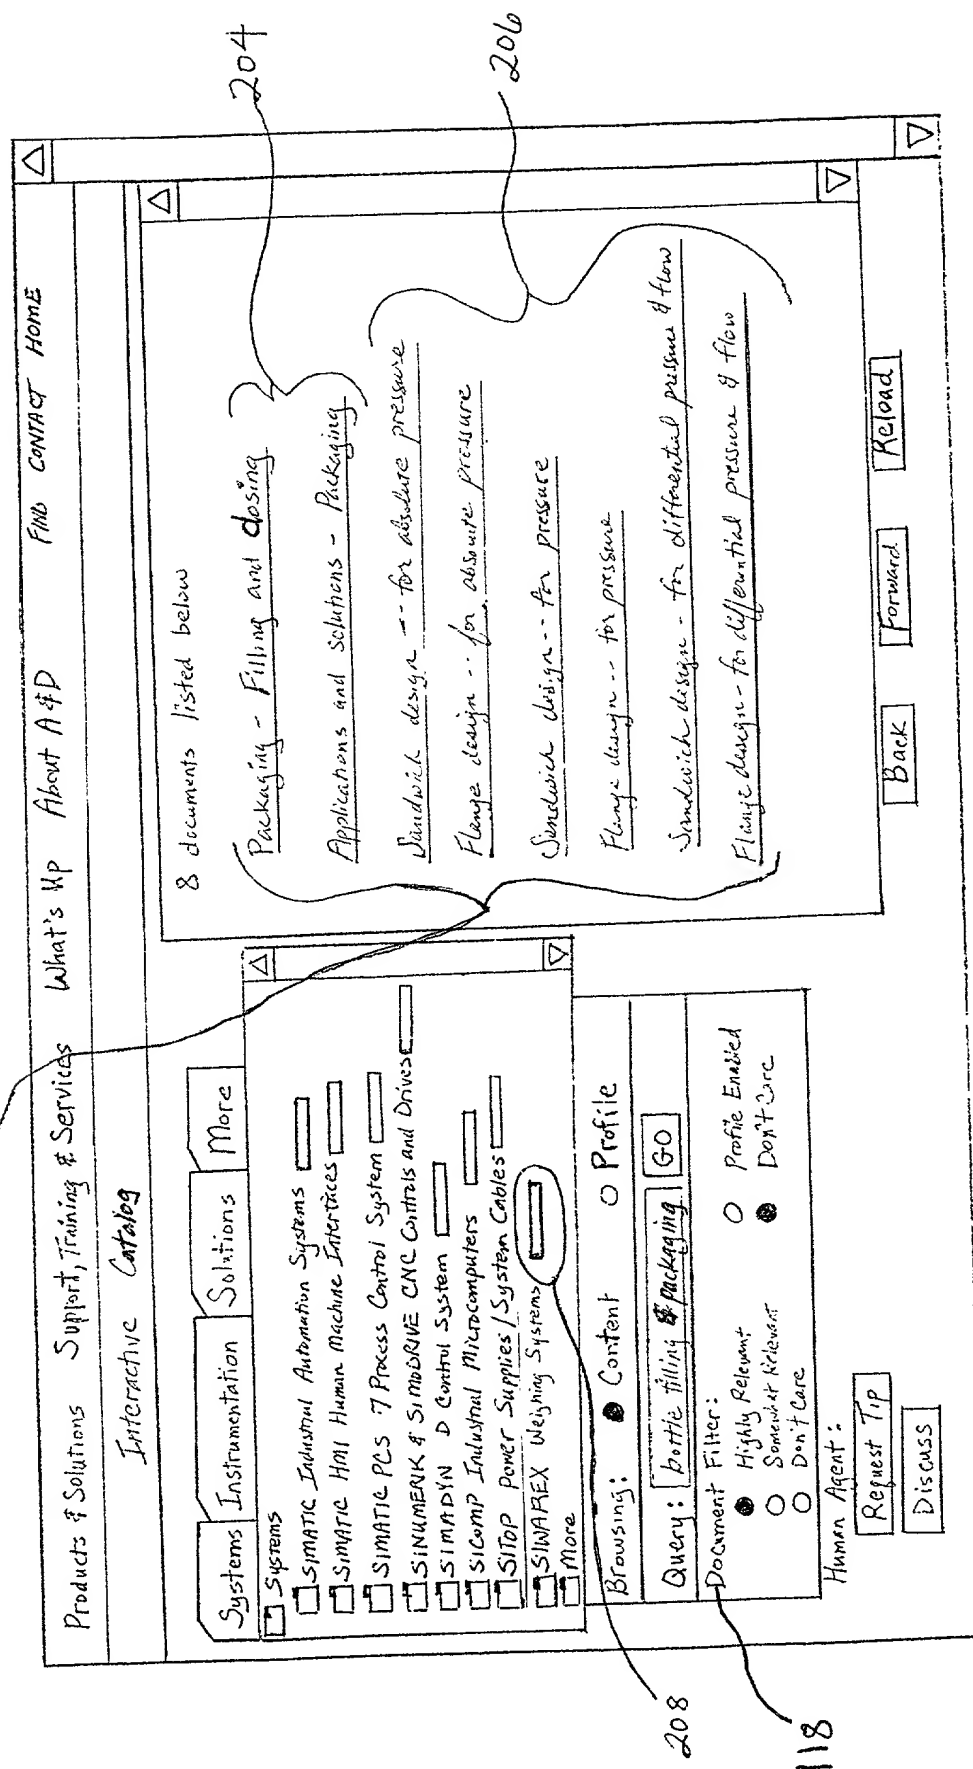 Products & Solutions Support, Training & Services What's Up About A&D FIND CONTACT HOME
Interactive Catalog
Systems Instrumentation Solutions More
Systems
SIMATIC Industrial Automation Systems
SIMATIC HMI Human Machine Interfaces
SIMATIC PCS 7 Process Control System
SINUMERIK & SIMODRIVE CNC Controls and Drives
SIMADYN D Control System
SICOMP Industrial Microcomputers
SITOP Power Supplies/System Cables
SIWAREX Weighing Systems
More
Browsing: Content Profile
Query: bottle filling & packaging GO
Document Filter:
Highly Relevant Profile Enabled
Somewhat Relevant Don't Care
Don't Care
Human Agent:
Request Tip
Discuss
8 documents listed below
Packaging - Filling and dosing
Applications and Solutions - Packaging
Sandwich design -- for absolute pressure
Flange design -- for absolute pressure
Sandwich design -- for pressure
Flange design -- for pressure
Sandwich design - for differential pressure & flow
Flange design - for differential pressure & flow
Back Forward Reload
204
206
208
118